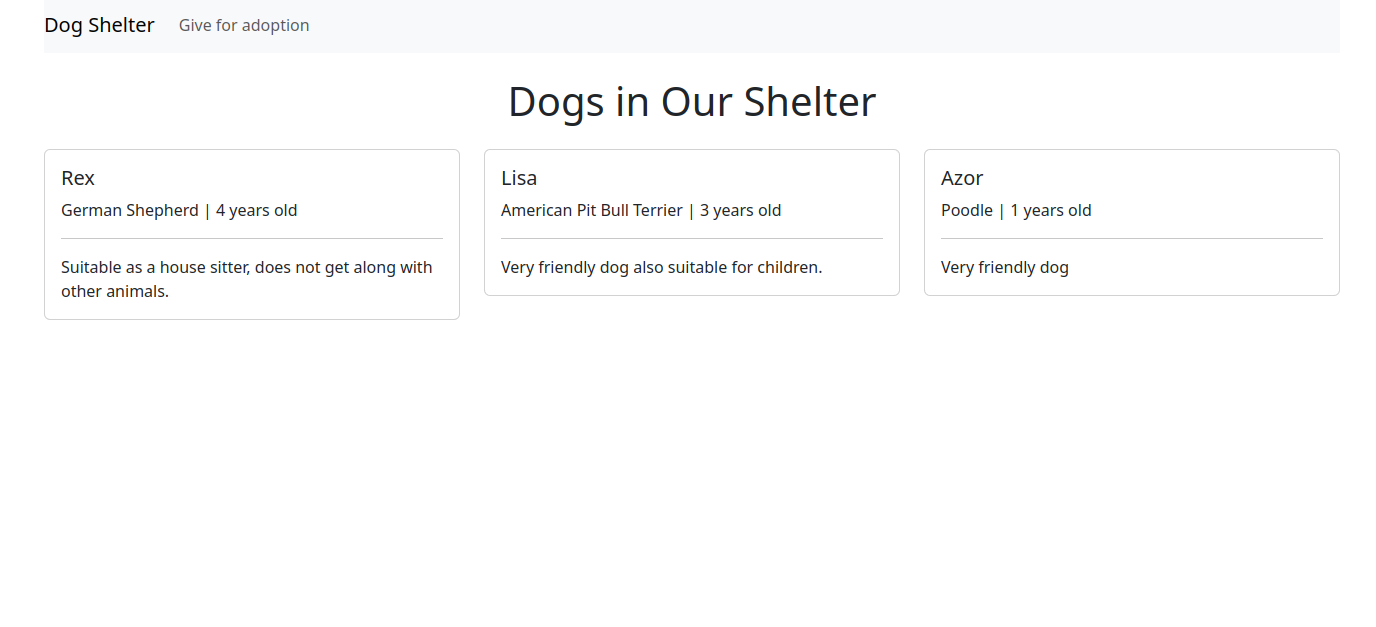 Dog Shelter Give for adoption
Dogs in Our Shelter
Rex
German Shepherd | 4 years old
Suitable as a house sitter, does not get along with
other animals.
Lisa
American Pit Bull Terrier | 3 years old
Very friendly dog also suitable for children.
Azor
Poodle | 1 years old
Very friendly dog